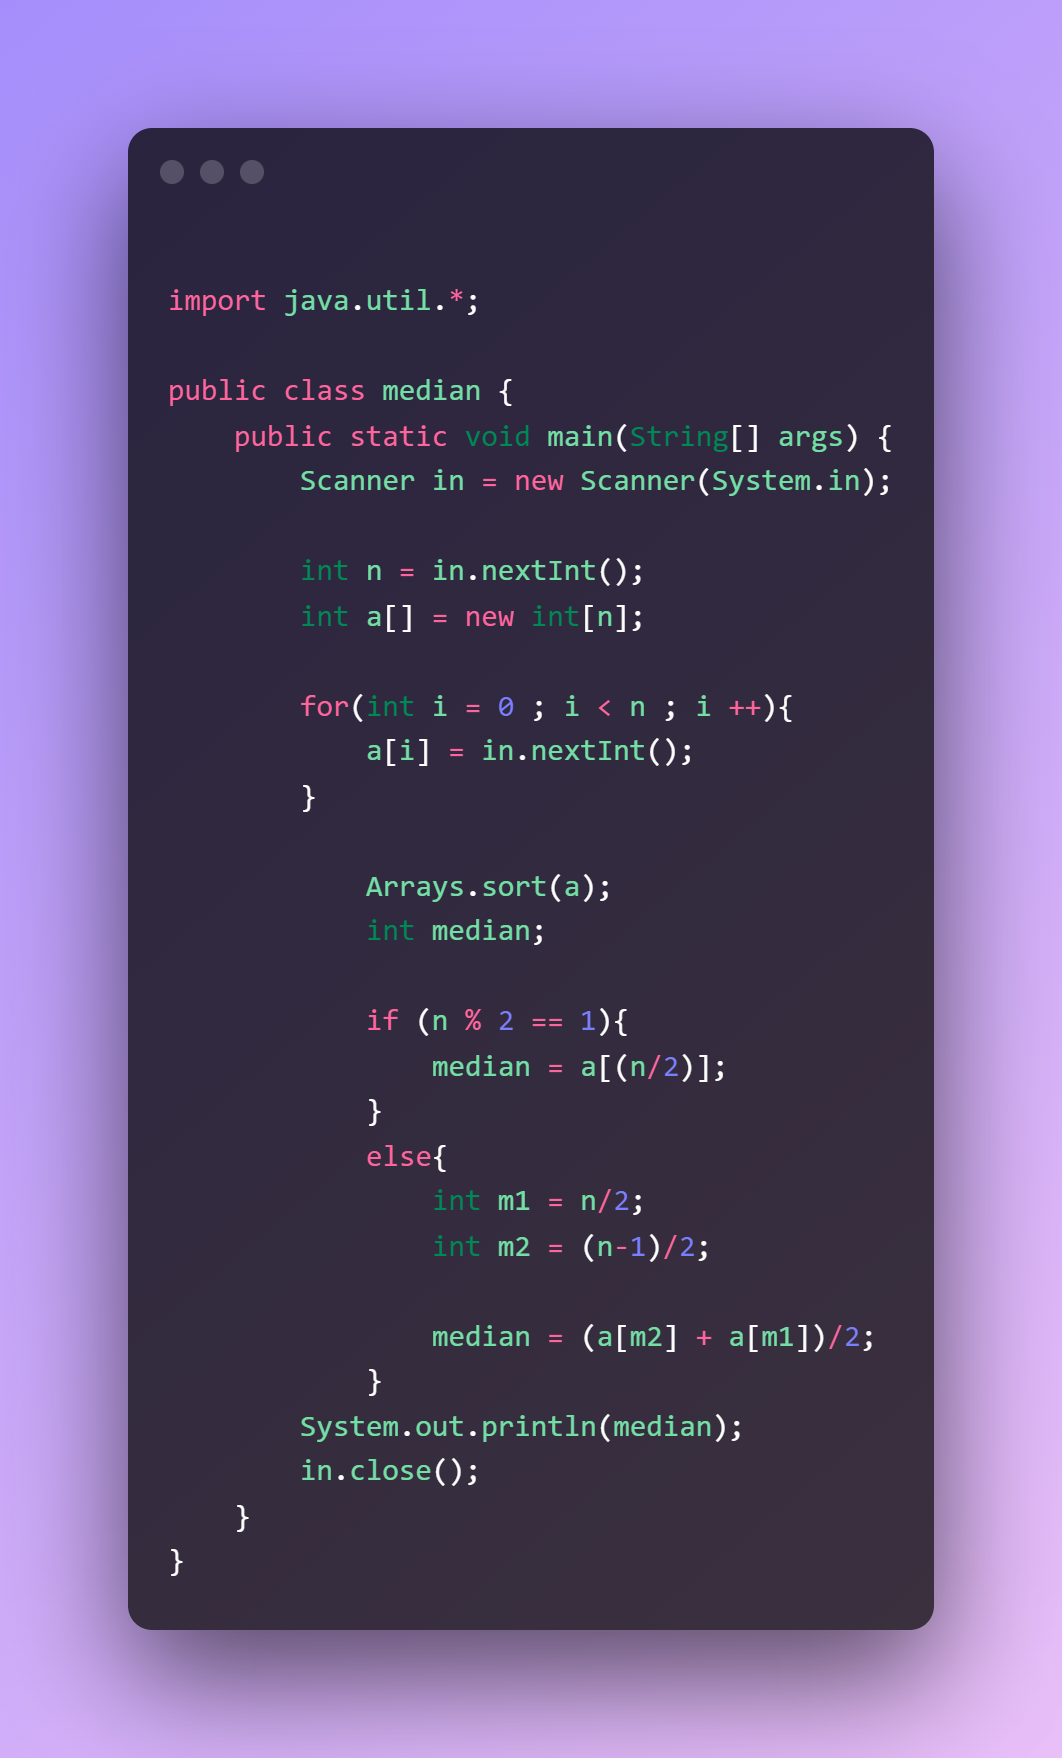 import java.util.*;
public class median {
    public static void main(String[] args) {
        Scanner in = new Scanner(System.in);
        int n = in.nextInt();
        int a[] = new int[n];
        for(int i = 0 ; i < n ; i ++){
            a[i] = in.nextInt();
        }
            Arrays.sort(a);
            int median;
            if (n % 2 == 1){
                median = a[(n/2)];
            }
            else{
                int m1 = n/2;
                int m2 = (n-1)/2;
                median = (a[m2] + a[m1])/2;
            }
        System.out.println(median);
        in.close();
    }
}